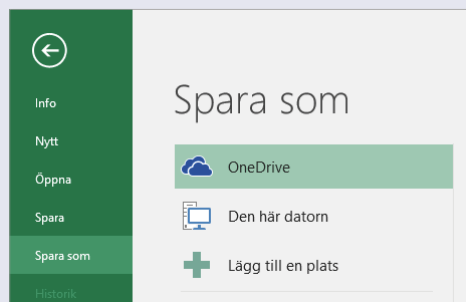 Info
Nytt
Öppna
Spara
Spara som
Historik
Spara som
OneDrive
Den här datorn
Lägg till en plats